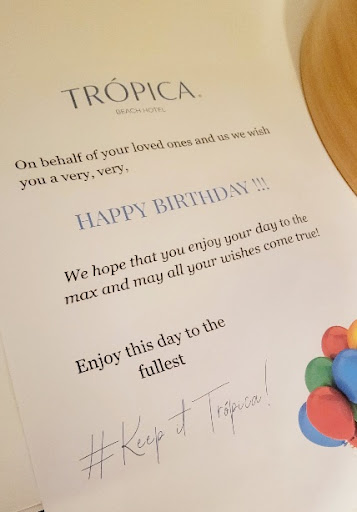 TRÓPICA.
BEACH HOTEL
On behalf of your loved ones and us we wish
you a very, very,
HAPPY BIRTHDAY !!!
We hope that you enjoy your day to the
max and may all your wishes come true!
Enjoy this day to the
fullest
#Keep it Trópica!